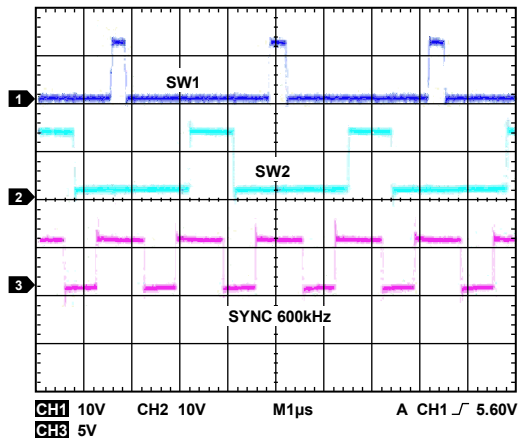 SW1
1
SW2
2
3
SYNC 600kHz
CH1 10V CH2 10V M1µs A CH1 5.60V
CH3 5V